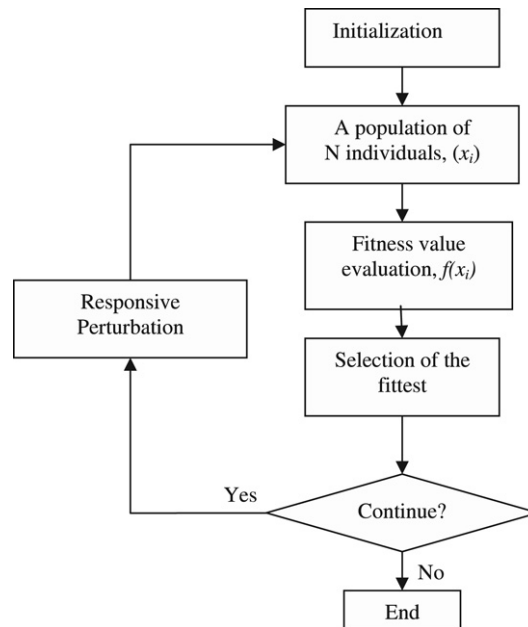 Initialization
A population of
N individuals, (xi)
Fitness value
evaluation, f(xi)
Responsive
Perturbation
Selection of the
fittest
Yes
Continue?
No
End